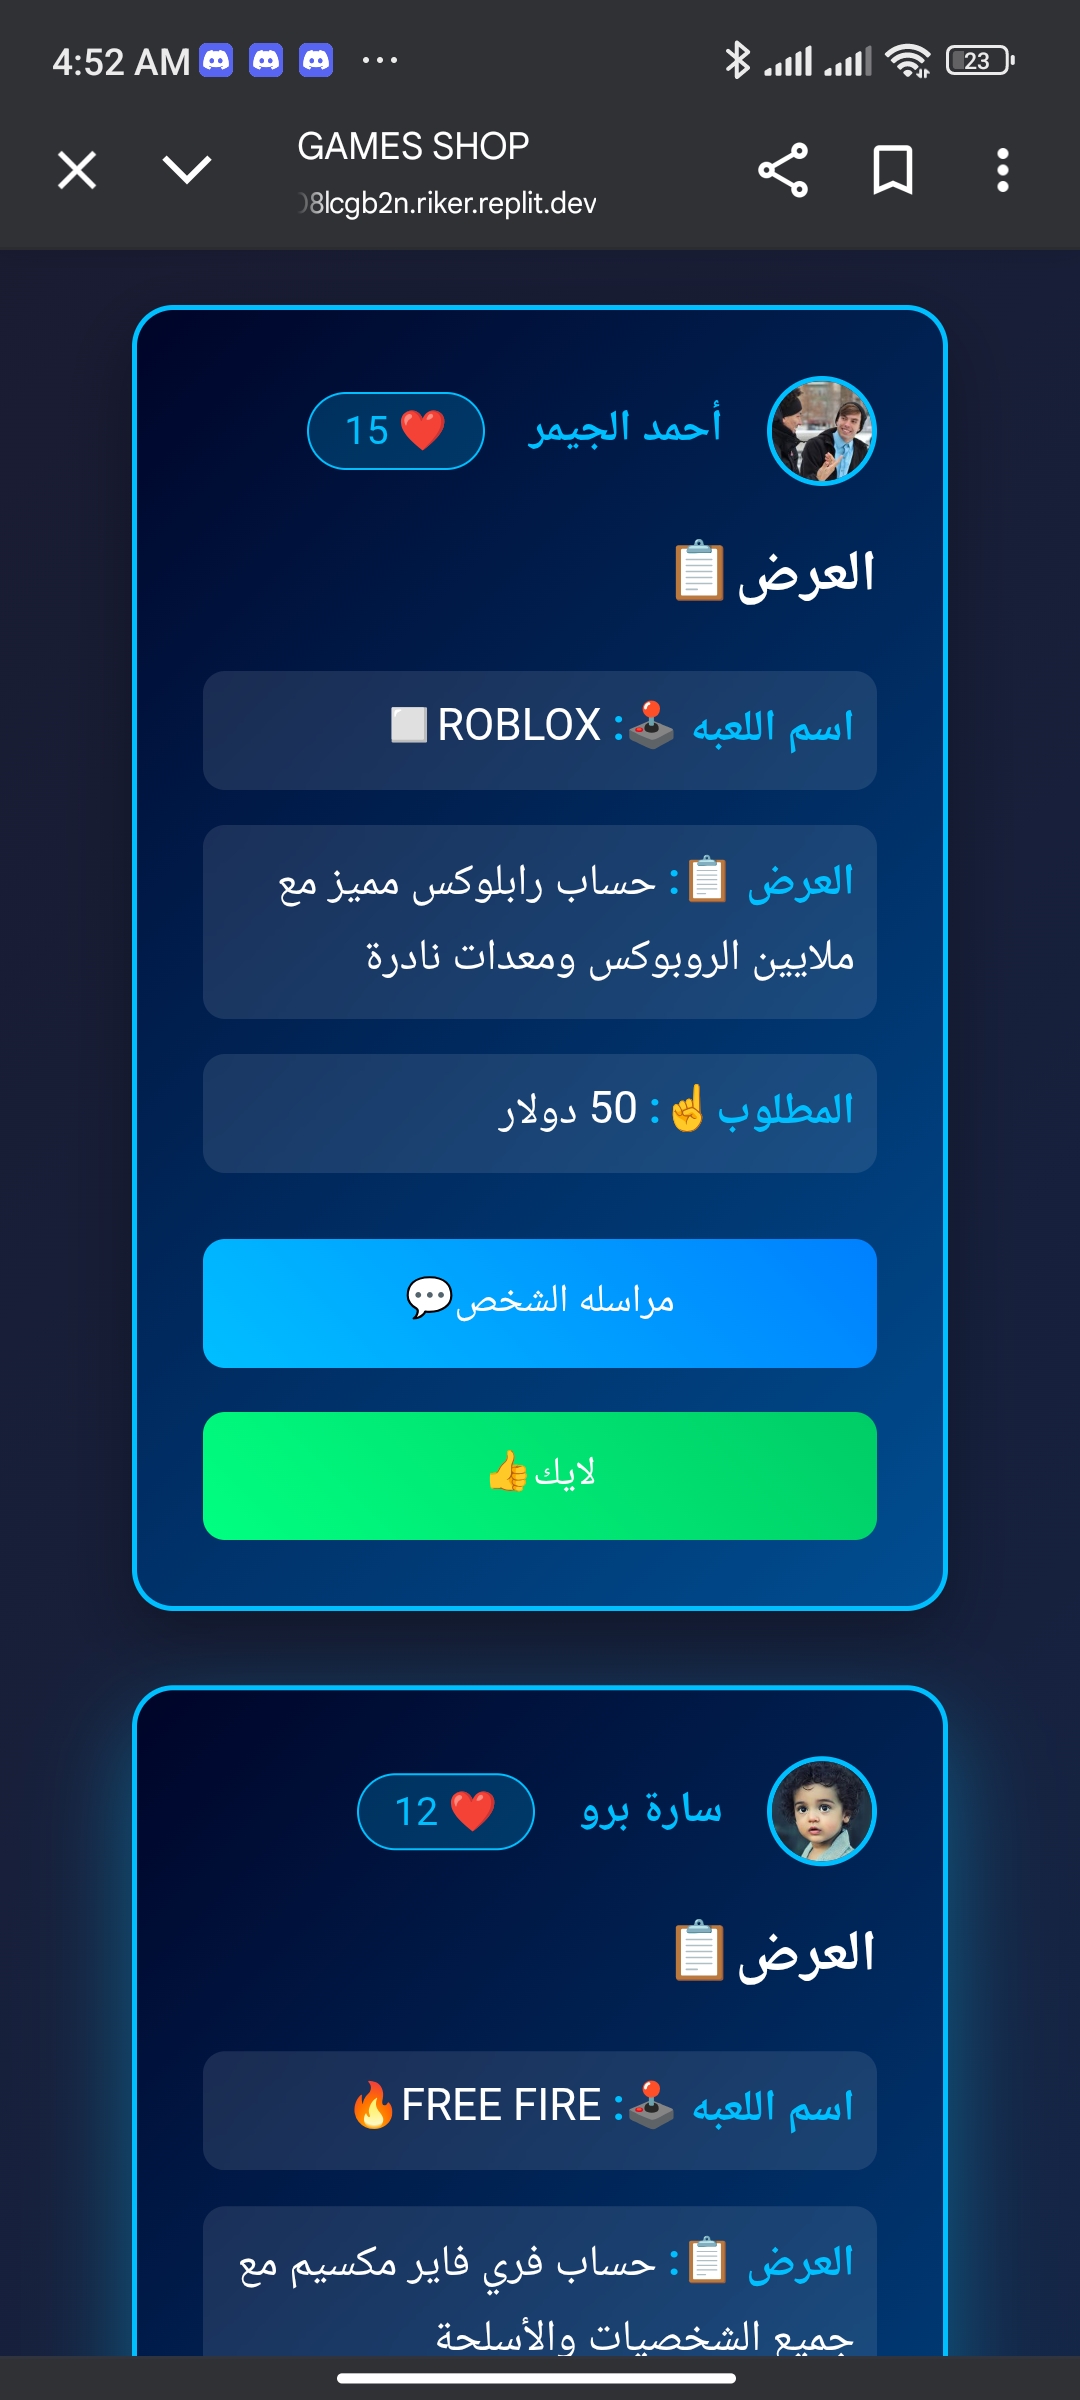 4:52 AM
23
GAMES SHOP
8lcgb2n.riker.replit.dev
أحمد الجيمر
❤️ 15
العرض📋
اسم اللعبه 🕹️: ROBLOX◻️
العرض 📋: حساب رابلوكس مميز مع
ملايين الروبوكس ومعدات نادرة
المطلوب☝️: 50 دولار
مراسله الشخص💬
لايك👍
سارة برو
❤️ 12
العرض📋
اسم اللعبه 🕹️: FREE FIRE🔥
العرض 📋: حساب فري فاير مكسيم مع
جميع الشخصيات والأسلحة